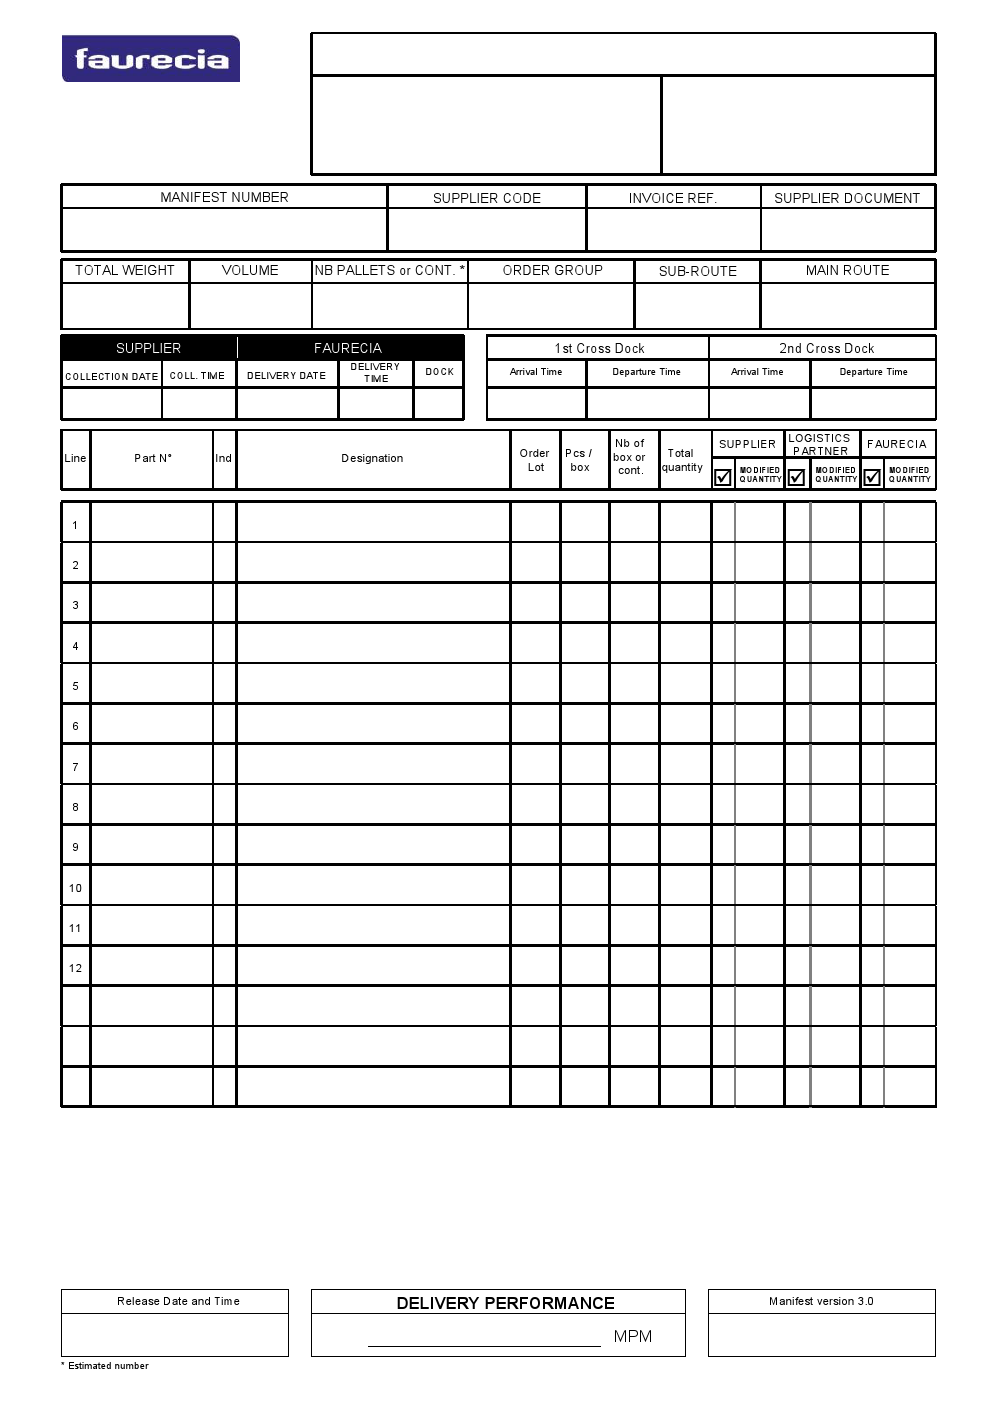 faurecia
MANIFEST NUMBER SUPPLIER CODE INVOICE REF. SUPPLIER DOCUMENT
TOTAL WEIGHT VOLUME NB PALLETS or CONT. * ORDER GROUP SUB-ROUTE MAIN ROUTE
SUPPLIER FAURECIA 1st Cross Dock 2nd Cross Dock
COLLECTION DATE COLL. TIME DELIVERY DATE DELIVERY TIME DOCK Arrival Time Departure Time Arrival Time Departure Time
Line Part N° Ind Designation Order Lot Pcs / box Nb of box or cont. Total quantity SUPPLIER LOGISTICS PARTNER FAURECIA
MODIFIED QUANTITY MODIFIED QUANTITY MODIFIED QUANTITY
1
2
3
4
5
6
7
8
9
10
11
12
Release Date and Time DELIVERY PERFORMANCE Manifest version 3.0
MPM
* Estimated number